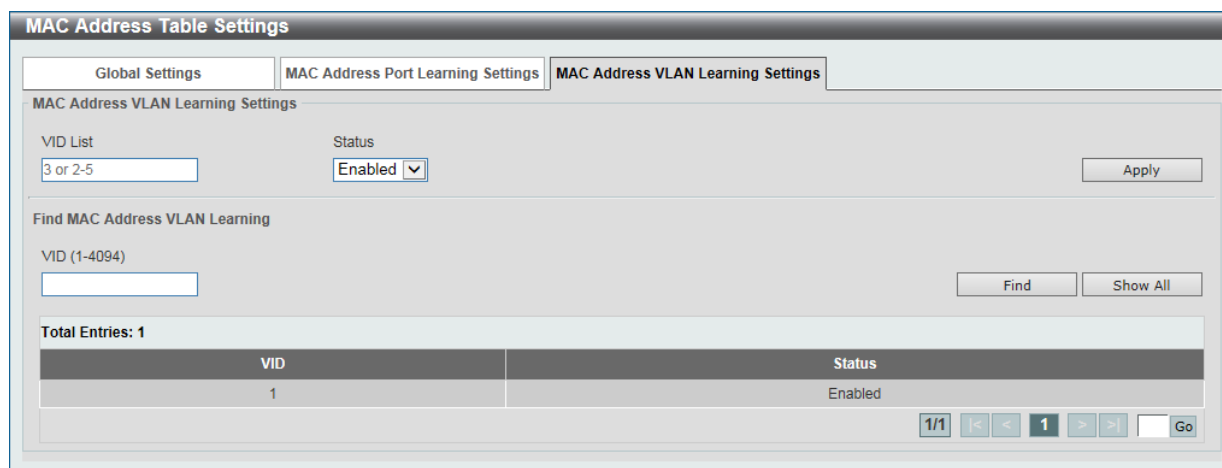 MAC Address Table Settings
Global Settings MAC Address Port Learning Settings MAC Address VLAN Learning Settings
MAC Address VLAN Learning Settings
VID List Status
3 or 2-5 Enabled Apply
Find MAC Address VLAN Learning
VID (1-4094)
Find Show All
Total Entries: 1
VID Status
1 Enabled
1/1 |< < 1 > >| Go